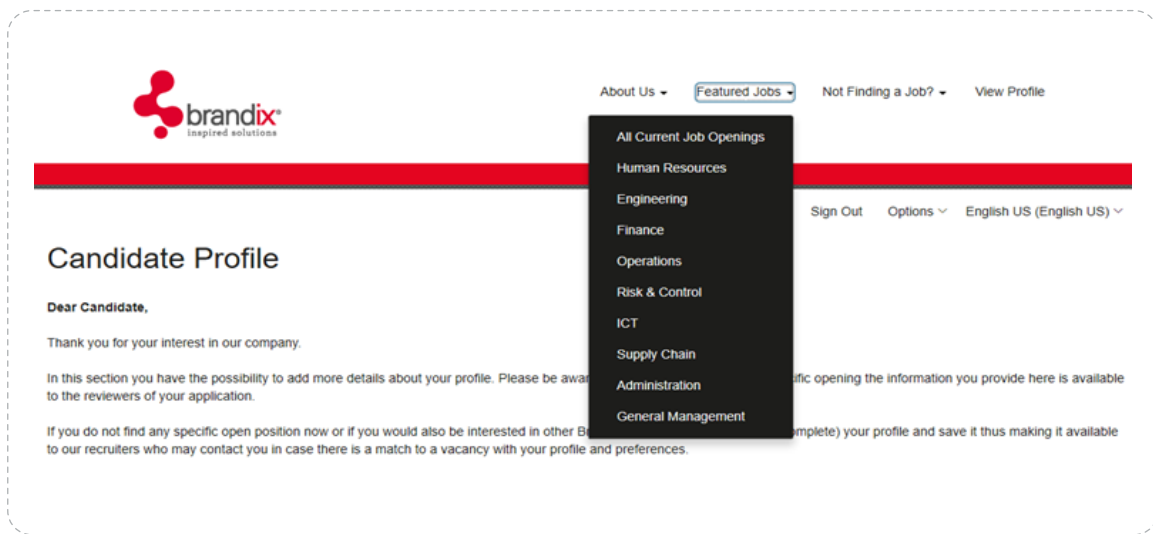 brandix
inspired solutions
About Us
Featured Jobs
Not Finding a Job?
View Profile
All Current Job Openings
Human Resources
Engineering
Finance
Operations
Risk & Control
ICT
Supply Chain
Administration
General Management
Sign Out
Options
English US (English US)
Candidate Profile
Dear Candidate,
Thank you for your interest in our company.
In this section you have the possibility to add more details about your profile. Please be awar
ific opening the information you provide here is available
to the reviewers of your application.
If you do not find any specific open position now or if you would also be interested in other B
mplete) your profile and save it thus making it available
to our recruiters who may contact you in case there is a match to a vacancy with your profile and preferences.